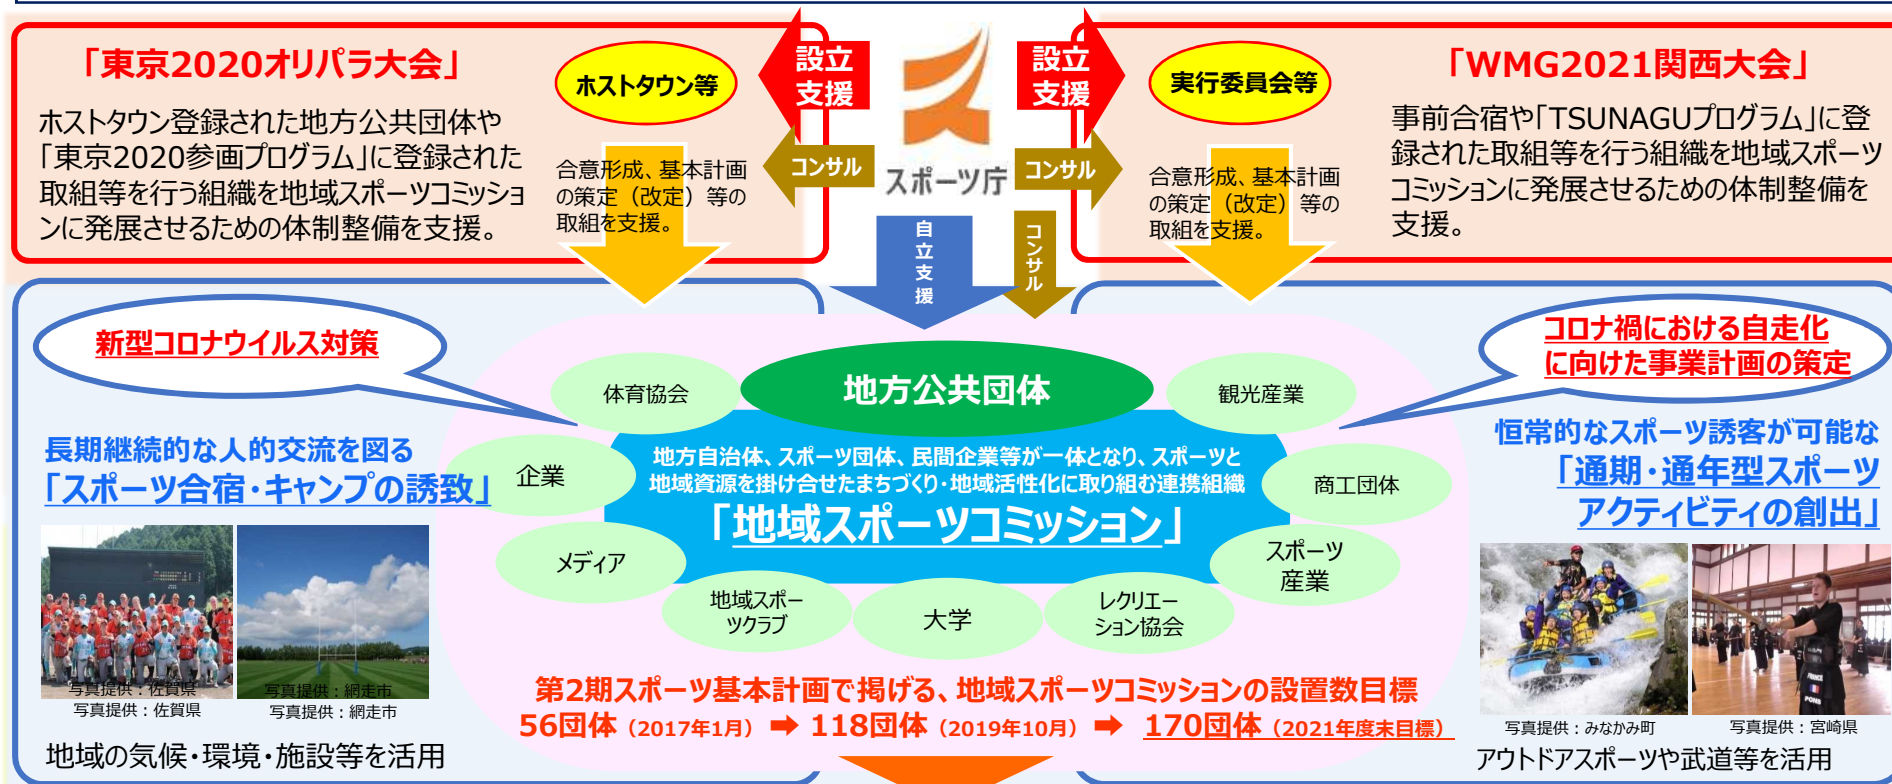 「東京2020オリパラ大会」
ホストタウン登録された地方公共団体や
「東京2020参画プログラム」に登録された
取組等を行う組織を地域スポーツコミッショ
ンに発展させるための体制整備を支援。
ホストタウン等
合意形成、基本計画
の策定（改定）等の
取組を支援。
設立
支援
コンサル
スポーツ庁
設立
支援
コンサル
自立支援
コンサル
実行委員会等
合意形成、基本計画
の策定（改定）等の
取組を支援。
「WMG2021関西大会」
事前合宿や「TSUNAGUプログラム」に登
録された取組等を行う組織を地域スポーツ
コミッションに発展させるための体制整備を
支援。
新型コロナウイルス対策
長期継続的な人的交流を図る
「スポーツ合宿・キャンプの誘致」
写真提供：佐賀県
写真提供：佐賀県
写真提供：網走市
写真提供：網走市
地域の気候・環境・施設等を活用
地方公共団体
体育協会
企業
メディア
地域スポー
ツクラブ
大学
レクリエー
ション協会
スポーツ
産業
商工団体
観光産業
地方自治体、スポーツ団体、民間企業等が一体となり、スポーツと
地域資源を掛け合せたまちづくり・地域活性化に取り組む連携組織
「地域スポーツコミッション」
第2期スポーツ基本計画で掲げる、地域スポーツコミッションの設置数目標
56団体（2017年1月）➡ 118団体（2019年10月）➡ 170団体（2021年度末目標）
コロナ禍における自走化
に向けた事業計画の策定
恒常的なスポーツ誘客が可能な
「通期・通年型スポーツ
アクティビティの創出」
FRANCE
PONS
写真提供：みなかみ町
写真提供：宮崎県
アウトドアスポーツや武道等を活用